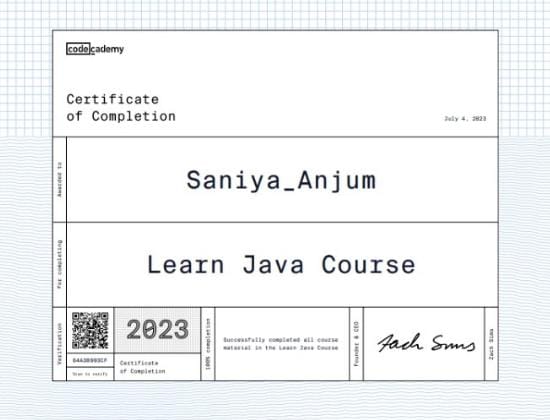 codecademy
Certificate
of Completion
July 4, 2023
Awarded to
Saniya_Anjum
For completing
Learn Java Course
Verification
Scan to verify
2023
Certificate
of Completion
100% completion
Successfully completed all course
material in the Learn Java Course
Founder & CEO
Zach Sims
Zach Sims